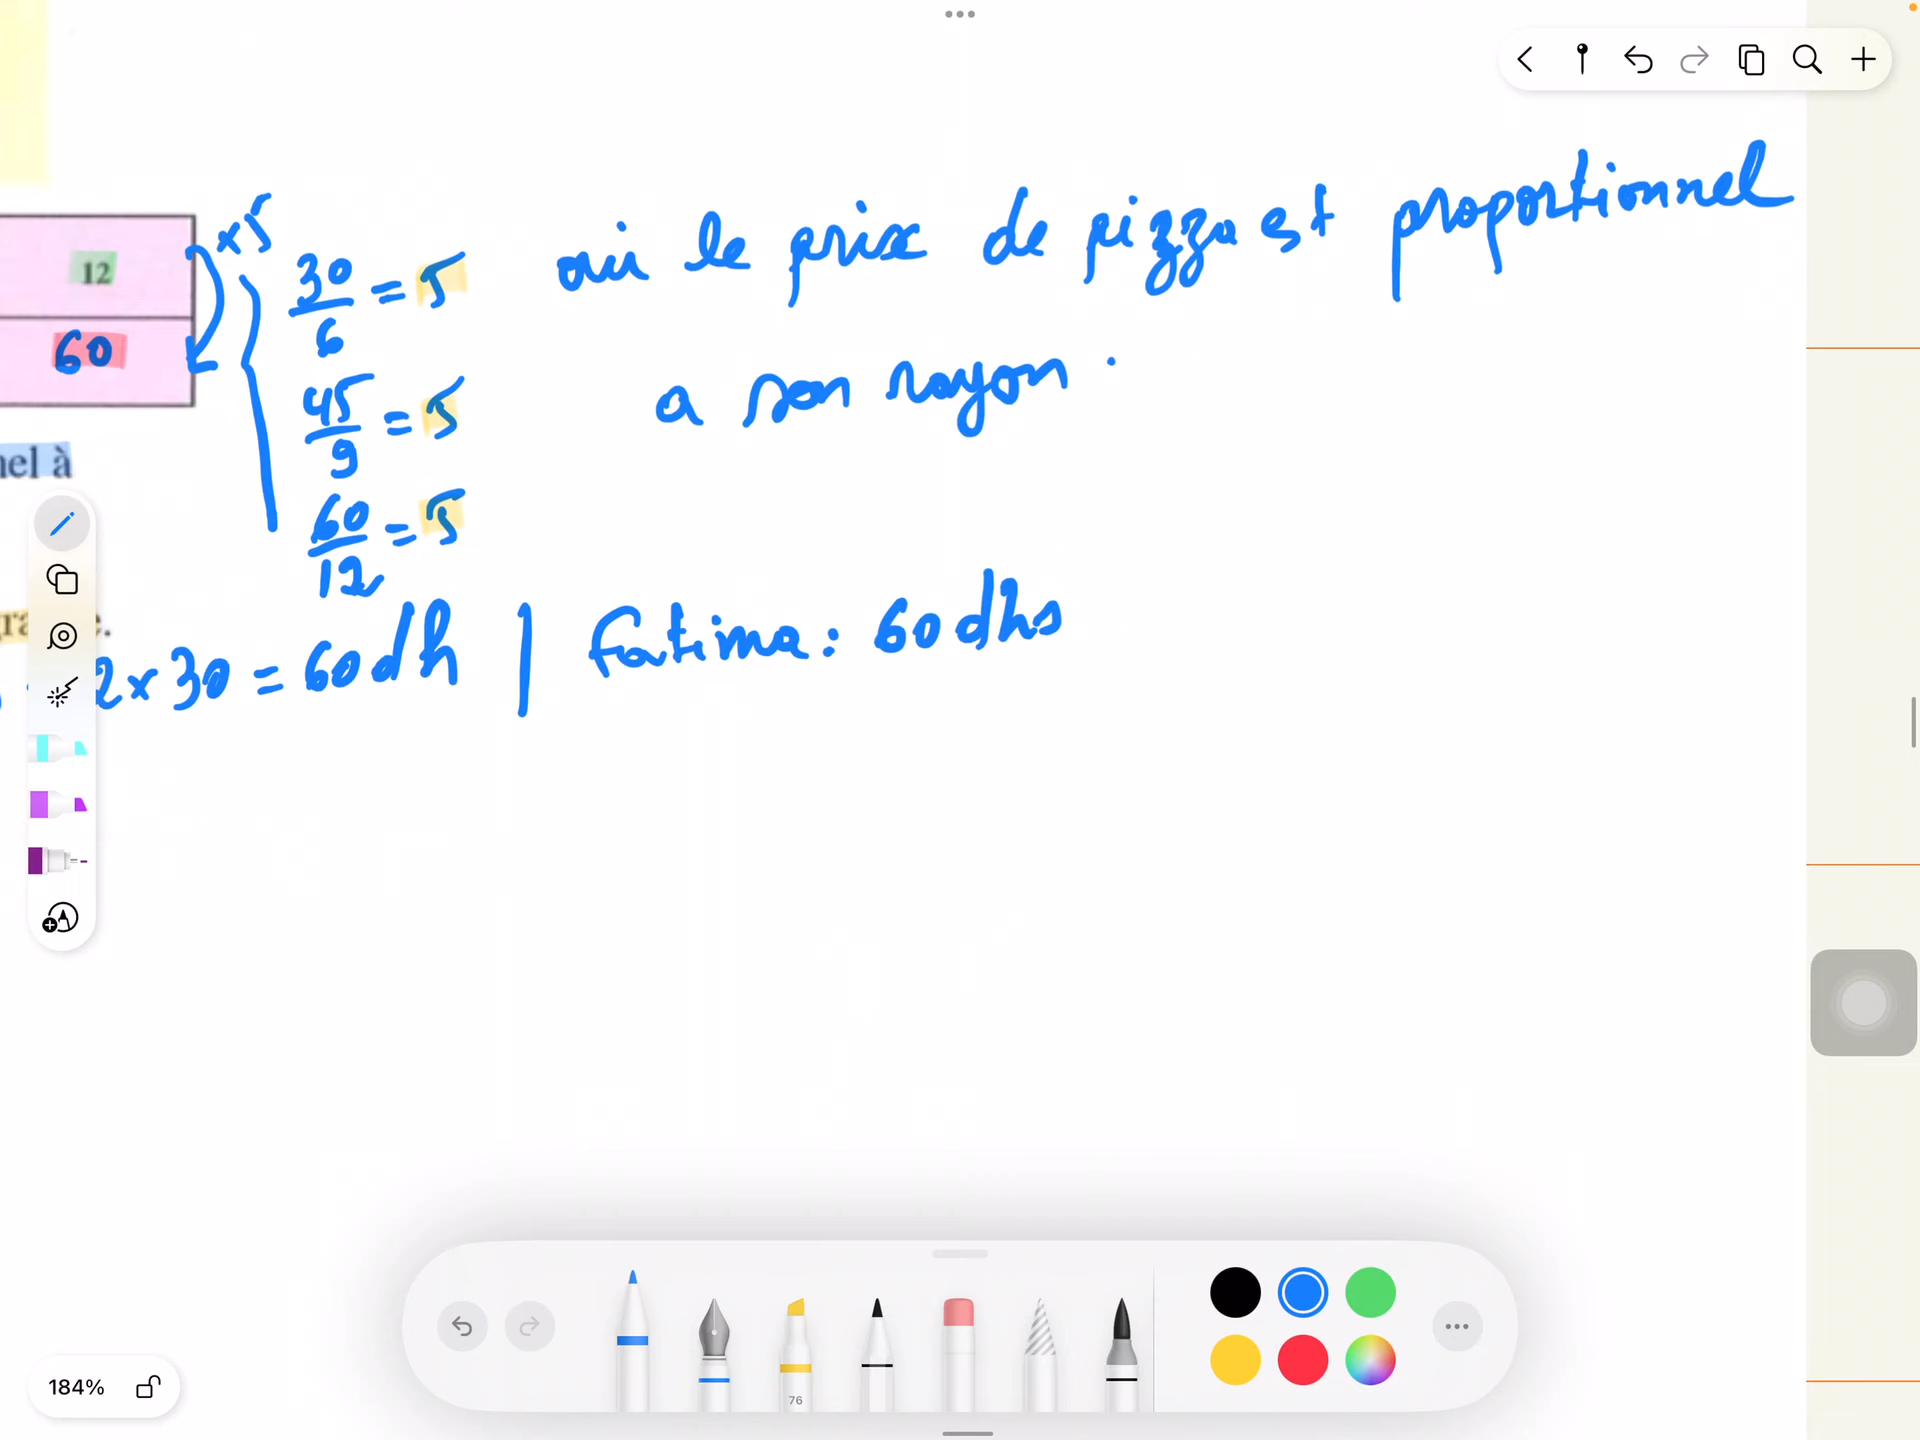 ×5
12
60
30/6 = 5
45/9 = 5
60/12 = 5
oui le prix de pizza est proportionnel
a son rayon.
nel à
2×30 = 60dh | Fatima: 60dhs
76
184%